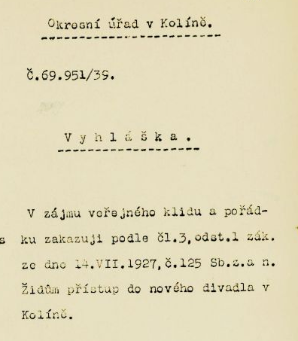 Okresní úřad v Kolíně.
č.69.951/39.
Vyhláška.
V zájmu veřejného klidu a pořád-
s ku zakazuji podle čl.3,odst.1 zák.
ze dne 14.VII.1927,č.125 Sb.z.a n.
Židům přístup do nového divadla v
Kolíně.